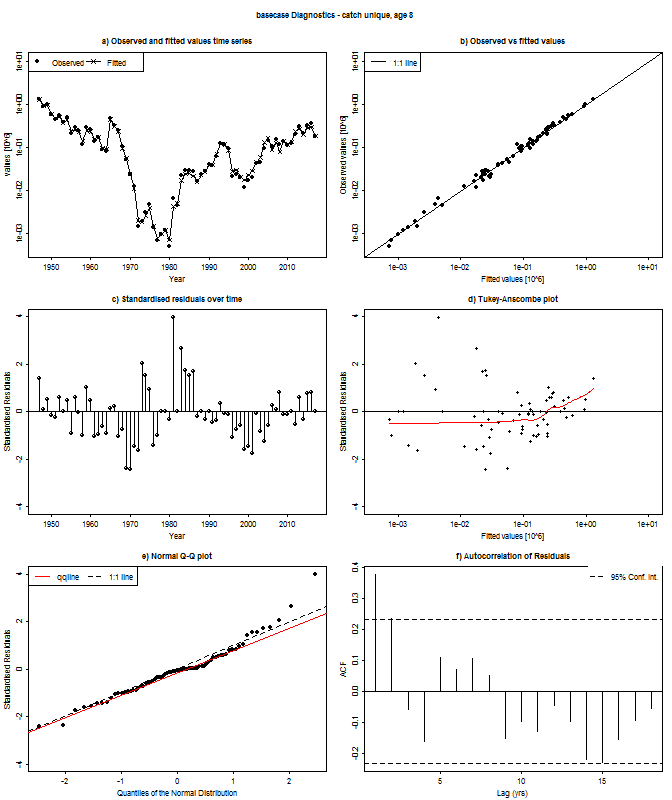 basecase Diagnostics - catch unique, age 8
a) Observed and fitted values time series
Observed Fitted
values [10^6]
1e+01
1e+00
1e-01
1e-02
1e-03
1950 1960 1970 1980 1990 2000 2010
Year
b) Observed vs fitted values
1:1 line
Observed values [10^6]
1e+01
1e+00
1e-01
1e-02
1e-03
1e-03 1e-02 1e-01 1e+00 1e+01
Fitted values [10^6]
c) Standardised residuals over time
Standardised Residuals
4
2
0
-2
-4
1950 1960 1970 1980 1990 2000 2010
Year
d) Tukey-Anscombe plot
Standardised Residuals
4
2
0
-2
-4
1e-03 1e-02 1e-01 1e+00 1e+01
Fitted values [10^6]
e) Normal Q-Q plot
qqline 1:1 line
Standardised Residuals
4
2
0
-2
-4
-2 -1 0 1 2
Quantiles of the Normal Distribution
f) Autocorrelation of Residuals
95% Conf. Int.
ACF
0.4
0.3
0.2
0.1
0.0
-0.1
-0.2
5 10 15
Lag (yrs)